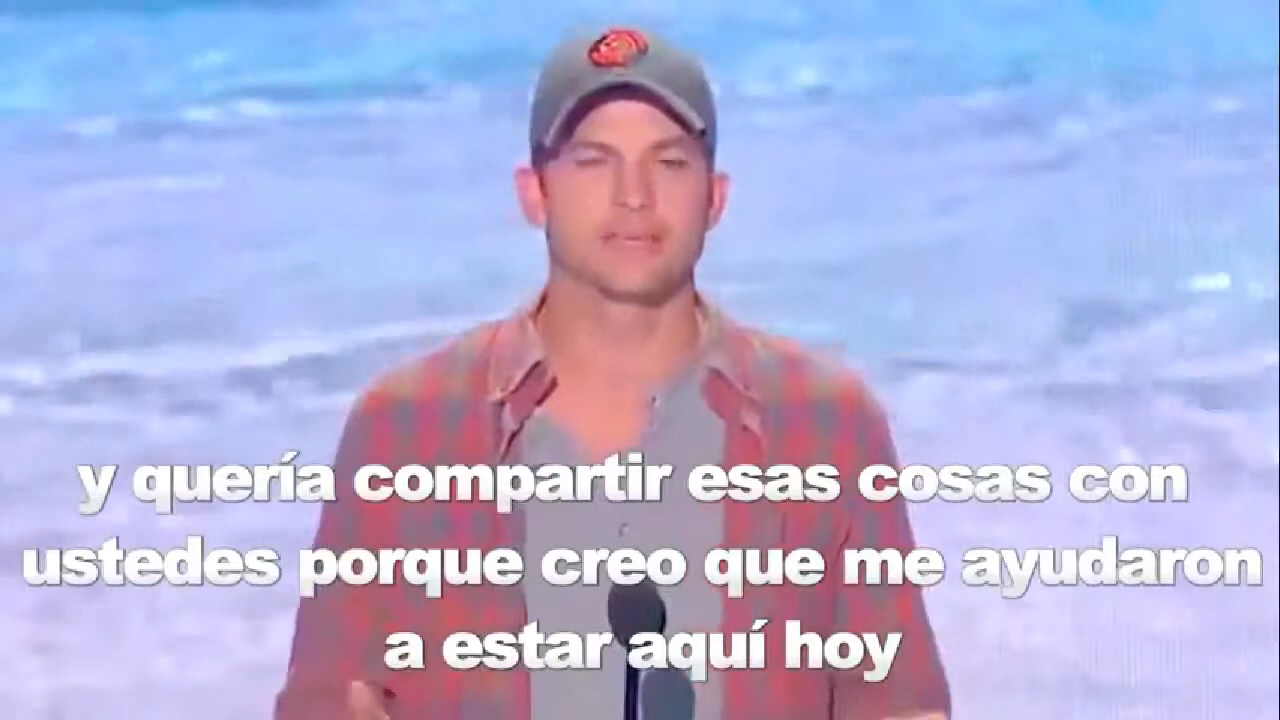 y quería compartir esas cosas con
ustedes porque creo que me ayudaron
a estar aquí hoy